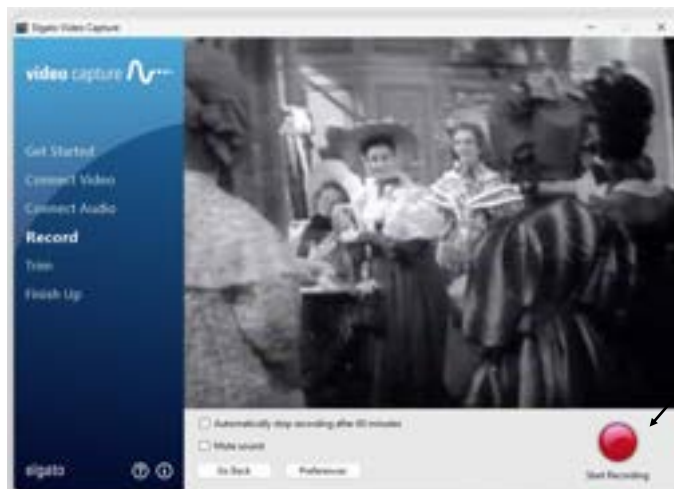 Elgato Video Capture
video capture
Get Started
Connect Video
Connect Audio
Record
Trim
Finish Up
Automatically stop recording after 60 minutes
Mute sound
Go Back
Preferences
Start Recording
elgato